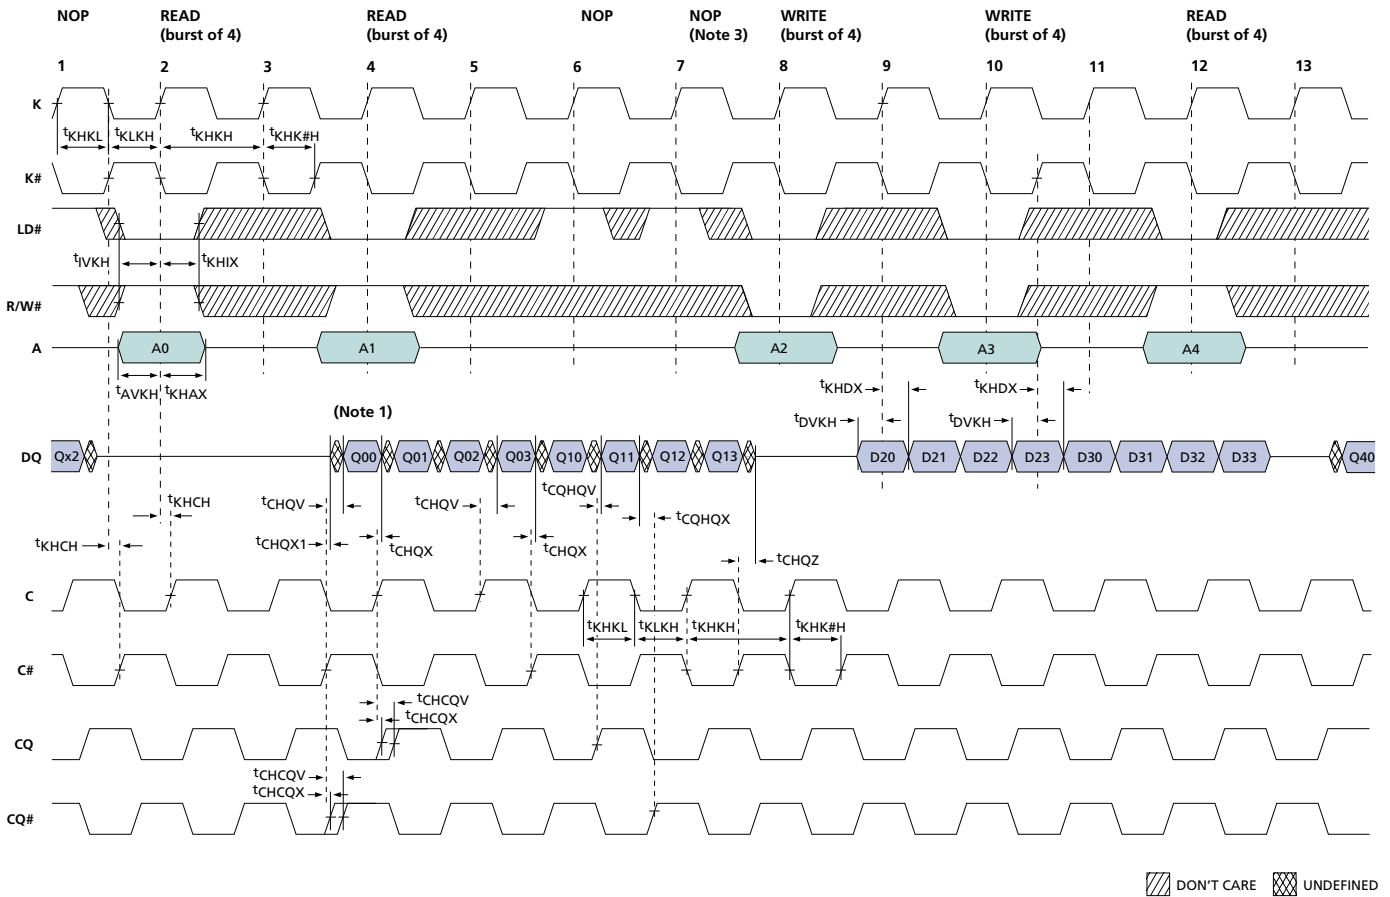 NOP READ READ NOP NOP WRITE WRITE READ
(burst of 4) (burst of 4) (Note 3) (burst of 4) (burst of 4) (burst of 4)
1 2 3 4 5 6 7 8 9 10 11 12 13
K
tKHKL tKLKH tKHKH tKHK#H
K#
LD#
tIVKH tKHIX
R/W#
A A0 A1 A2 A3 A4
tAVKH tKHAX tKHDX tKHDX
(Note 1) tDVKH tDVKH
DQ Qx2 Q00 Q01 Q02 Q03 Q10 Q11 Q12 Q13 D20 D21 D22 D23 D30 D31 D32 D33 Q40
tKHCH tCHQV tCHQV tCQHQV tCQHQX
tKHCH tCHQX1 tCHQX tCHQX tCHQZ
C
tKHKL tKLKH tKHKH tKHK#H
C#
tCHCQV
tCHCQX
CQ
tCHCQV
tCHCQX
CQ#
DON'T CARE UNDEFINED